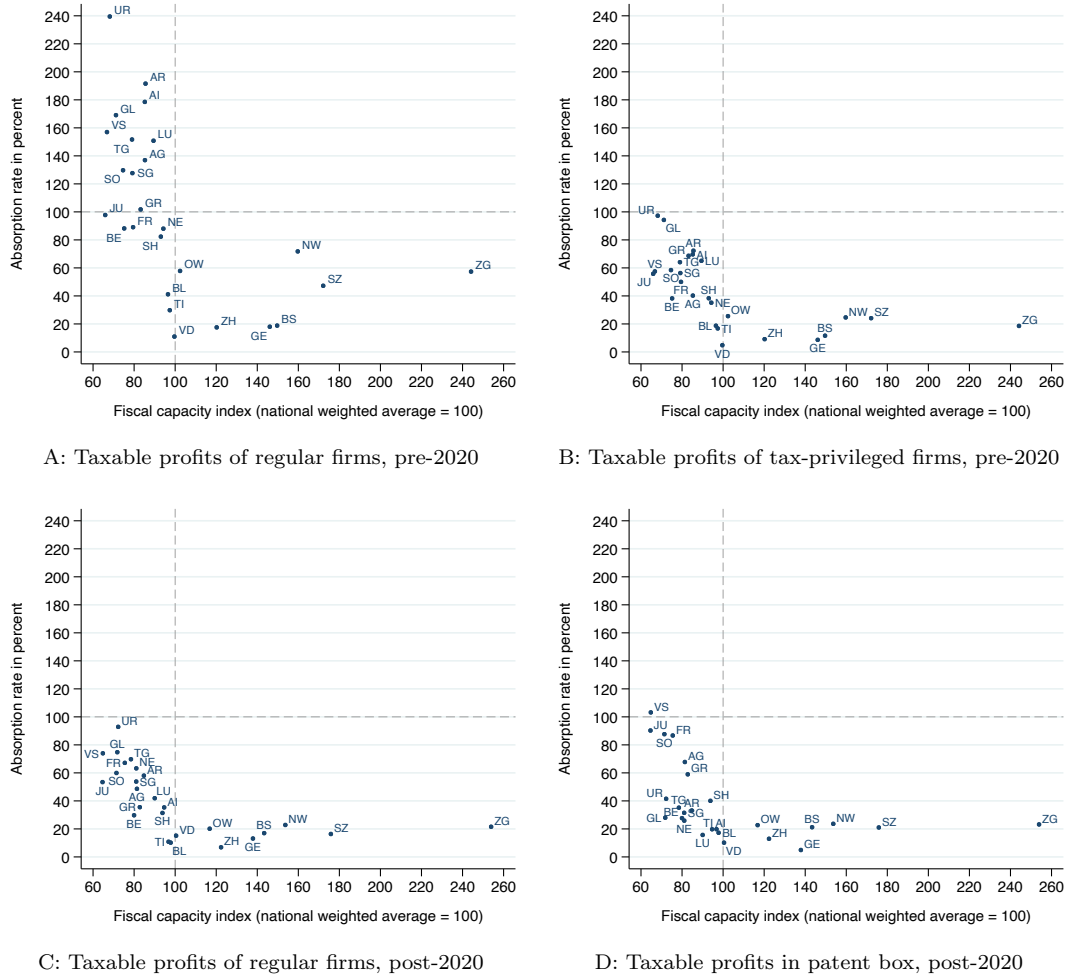 Absorption rate in percent
240
220
200
180
160
140
120
100
80
60
40
20
0
UR
AR
AI
GL
VS
LU
TG
AG
SO
SG
JU
GR
FR
NE
BE
SH
NW
OW
ZG
SZ
BL
TI
ZH
BS
VD
GE
60 80 100 120 140 160 180 200 220 240 260
Fiscal capacity index (national weighted average = 100)
A: Taxable profits of regular firms, pre-2020
Absorption rate in percent
240
220
200
180
160
140
120
100
80
60
40
20
0
UR
GL
AR
GR
AI
LU
VS
TG
JU
SO
SG
FR
SH
BE
AG
NE
OW
NW
SZ
BL
TI
BS
ZG
ZH
VD
GE
60 80 100 120 140 160 180 200 220 240 260
Fiscal capacity index (national weighted average = 100)
B: Taxable profits of tax-privileged firms, pre-2020
Absorption rate in percent
240
220
200
180
160
140
120
100
80
60
40
20
0
UR
GL
VS
TG
FR
NE
AR
SO
SG
JU
AG
LU
GR
AI
BE
SH
OW
NW
VD
BS
SZ
ZG
TI
BL
ZH
GE
60 80 100 120 140 160 180 200 220 240 260
Fiscal capacity index (national weighted average = 100)
C: Taxable profits of regular firms, post-2020
Absorption rate in percent
240
220
200
180
160
140
120
100
80
60
40
20
0
VS
JU
FR
SO
AG
GR
UR
TG
AR
SH
GL
BE
SG
NE
TI
AI
OW
BS
NW
SZ
ZG
LU
BL
ZH
VD
GE
60 80 100 120 140 160 180 200 220 240 260
Fiscal capacity index (national weighted average = 100)
D: Taxable profits in patent box, post-2020